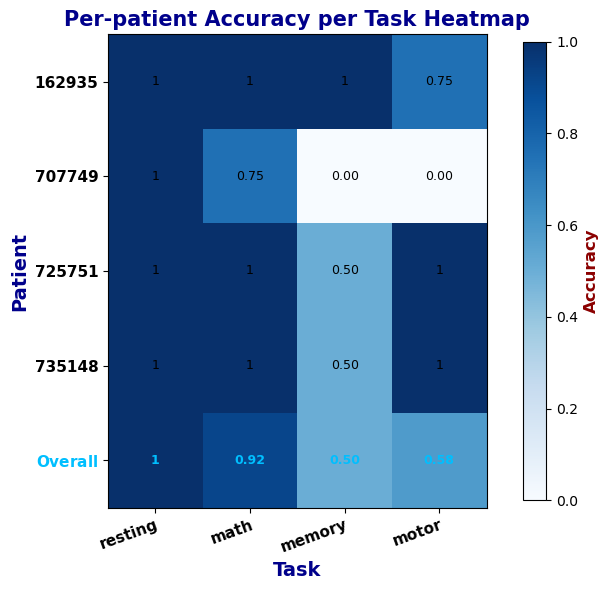 Per-patient Accuracy per Task Heatmap
162935 1 1 1 0.75
707749 1 0.75 0.00 0.00
725751 1 1 0.50 1
735148 1 1 0.50 1
Overall 1 0.92 0.50
resting math memory motor
Task
Patient
1.0
0.8
0.6
0.4
0.2
0.0
Accuracy